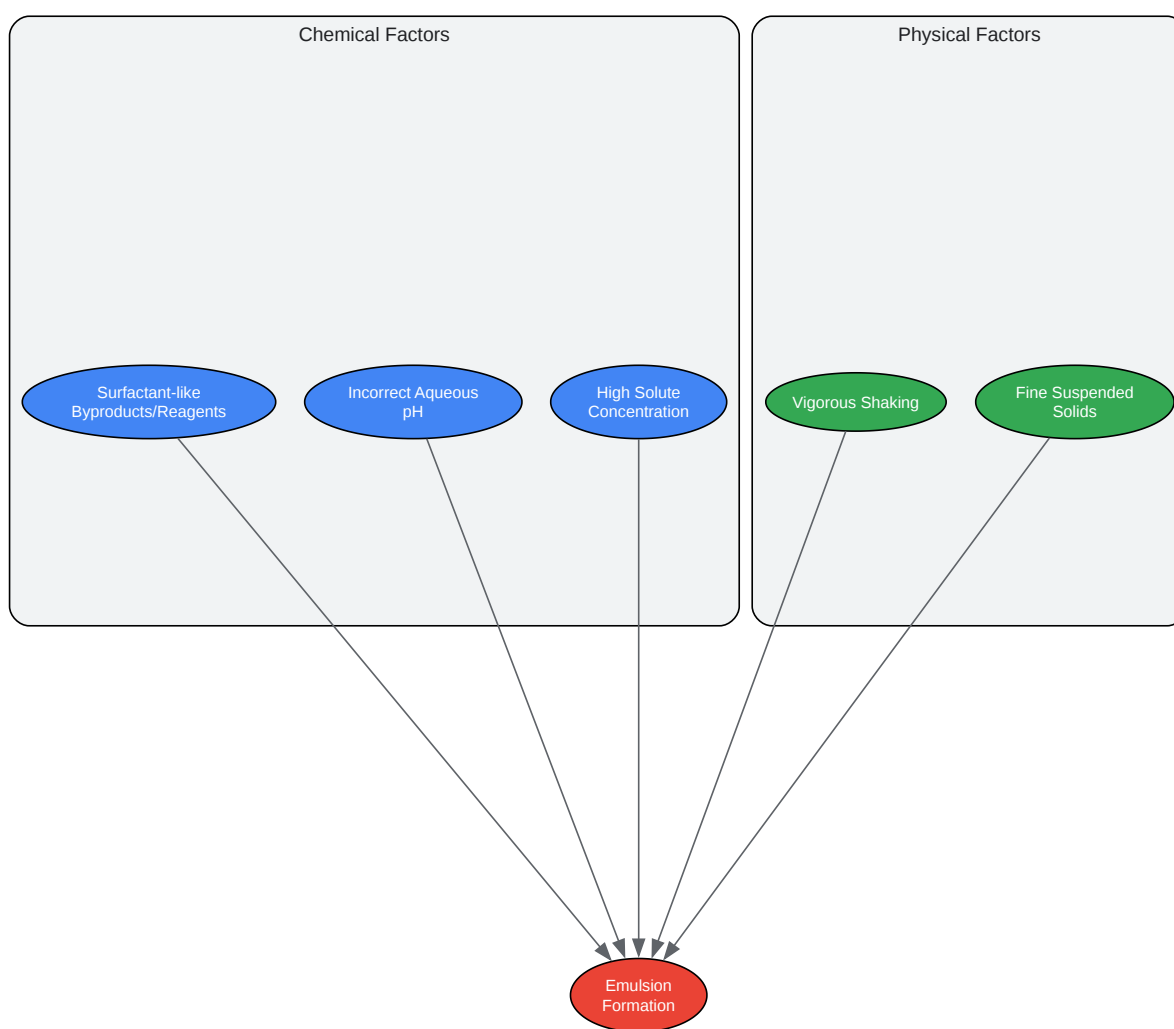 Chemical Factors
Physical Factors
Surfactant-like
Byproducts/Reagents
Incorrect Aqueous
pH
High Solute
Concentration
Vigorous Shaking
Fine Suspended
Solids
Emulsion
Formation